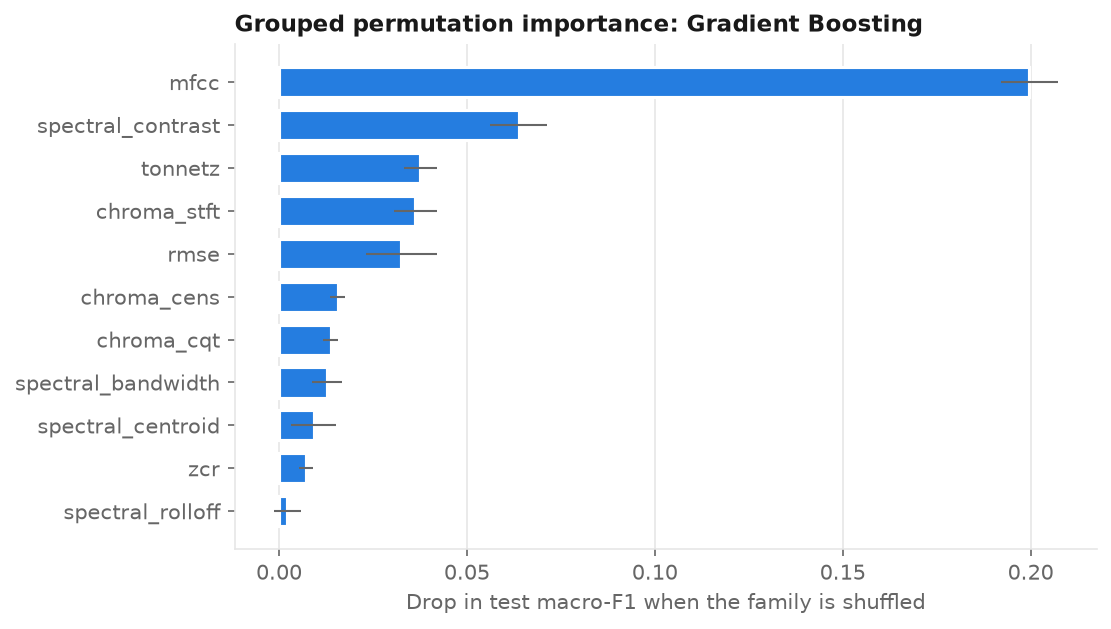 Grouped permutation importance: Gradient Boosting
mfcc
spectral_contrast
tonnetz
chroma_stft
rmse
chroma_cens
chroma_cqt
spectral_bandwidth
spectral_centroid
zcr
spectral_rolloff
0.00 0.05 0.10 0.15 0.20
Drop in test macro-F1 when the family is shuffled